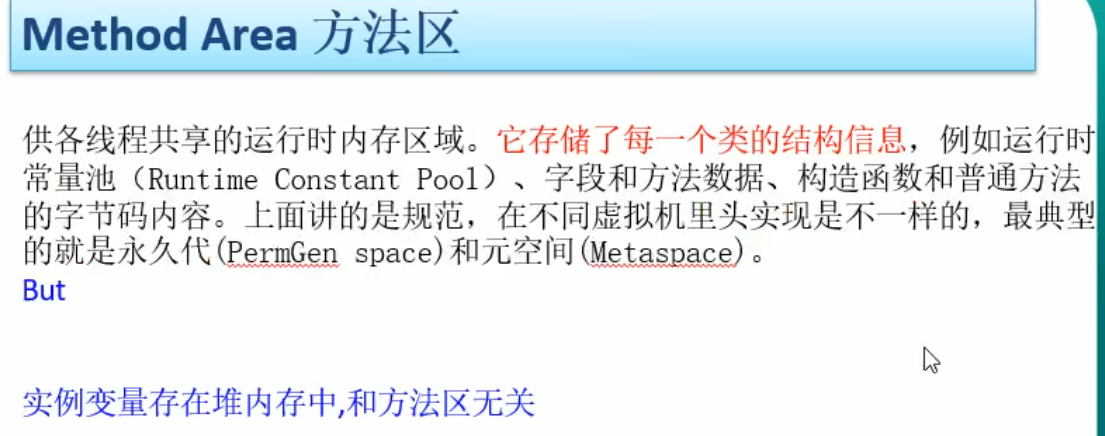 Method Area 方法区
供各线程共享的运行时内存区域。它存储了每一个类的结构信息，例如运行时
常量池（Runtime Constant Pool）、字段和方法数据、构造函数和普通方法
的字节码内容。上面讲的是规范，在不同虚拟机里头实现是不一样的，最典型
的就是永久代(PermGen space)和元空间(Metaspace)。
But
实例变量存在堆内存中,和方法区无关